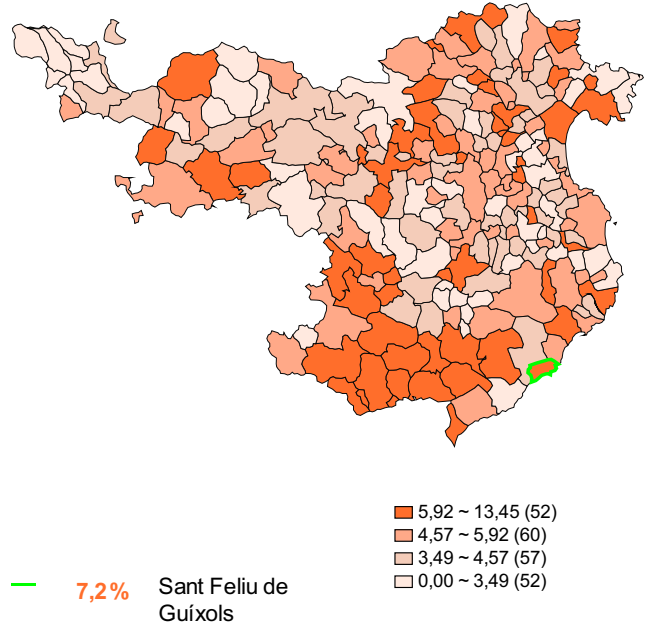 5,92 ~ 13,45 (52)
4,57 ~ 5,92 (60)
3,49 ~ 4,57 (57)
0,00 ~ 3,49 (52)
7,2% Sant Feliu de
Guíxols